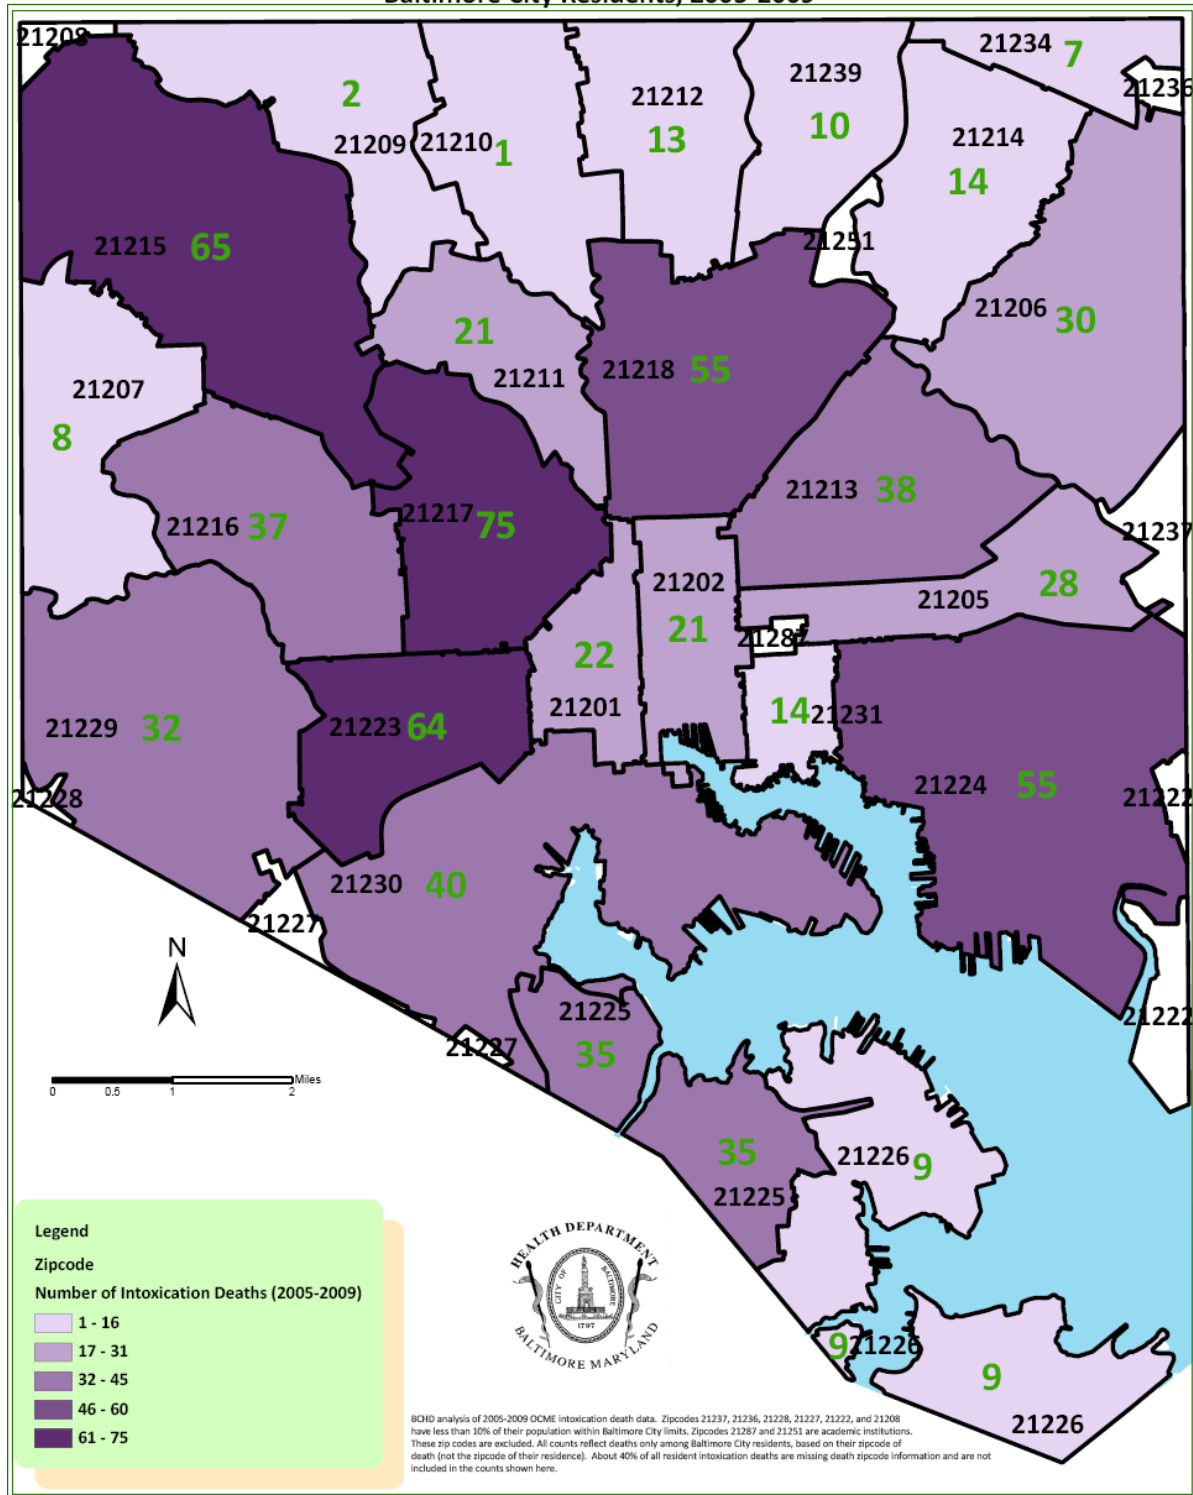 Baltimore City Residents, 2005-2009
21208
21234 7
21236
2
21209
21210 1
21212
13
21239
10
21214
14
21251
21215 65
21206 30
21
21211
21218 55
21207
8
21213 38
21216 37
21217 75
21237
21202
21
28
21205
21287
22
21201
14 21231
21229 32
21223 64
21224 55
21222
21228
21230 40
21227
N
21222
21225
35
21227
0 0.5 1 2 Miles
35
21225
21226 9
9 21226
9
21226
Legend
Zipcode
Number of Intoxication Deaths (2005-2009)
1 - 16
17 - 31
32 - 45
46 - 60
61 - 75
HEALTH DEPARTMENT
CITY OF BALTIMORE
1797
BALTIMORE MARYLAND
BCHD analysis of 2005-2009 OCME intoxication death data. Zipcodes 21237, 21236, 21228, 21227, 21222, and 21208
have less than 10% of their population within Baltimore City limits. Zipcodes 21287 and 21251 are academic institutions.
These zip codes are excluded. All counts reflect deaths only among Baltimore City residents, based on their zipcode of
death (not the zipcode of their residence). About 40% of all resident intoxication deaths are missing death zipcode information and are not
included in the counts shown here.